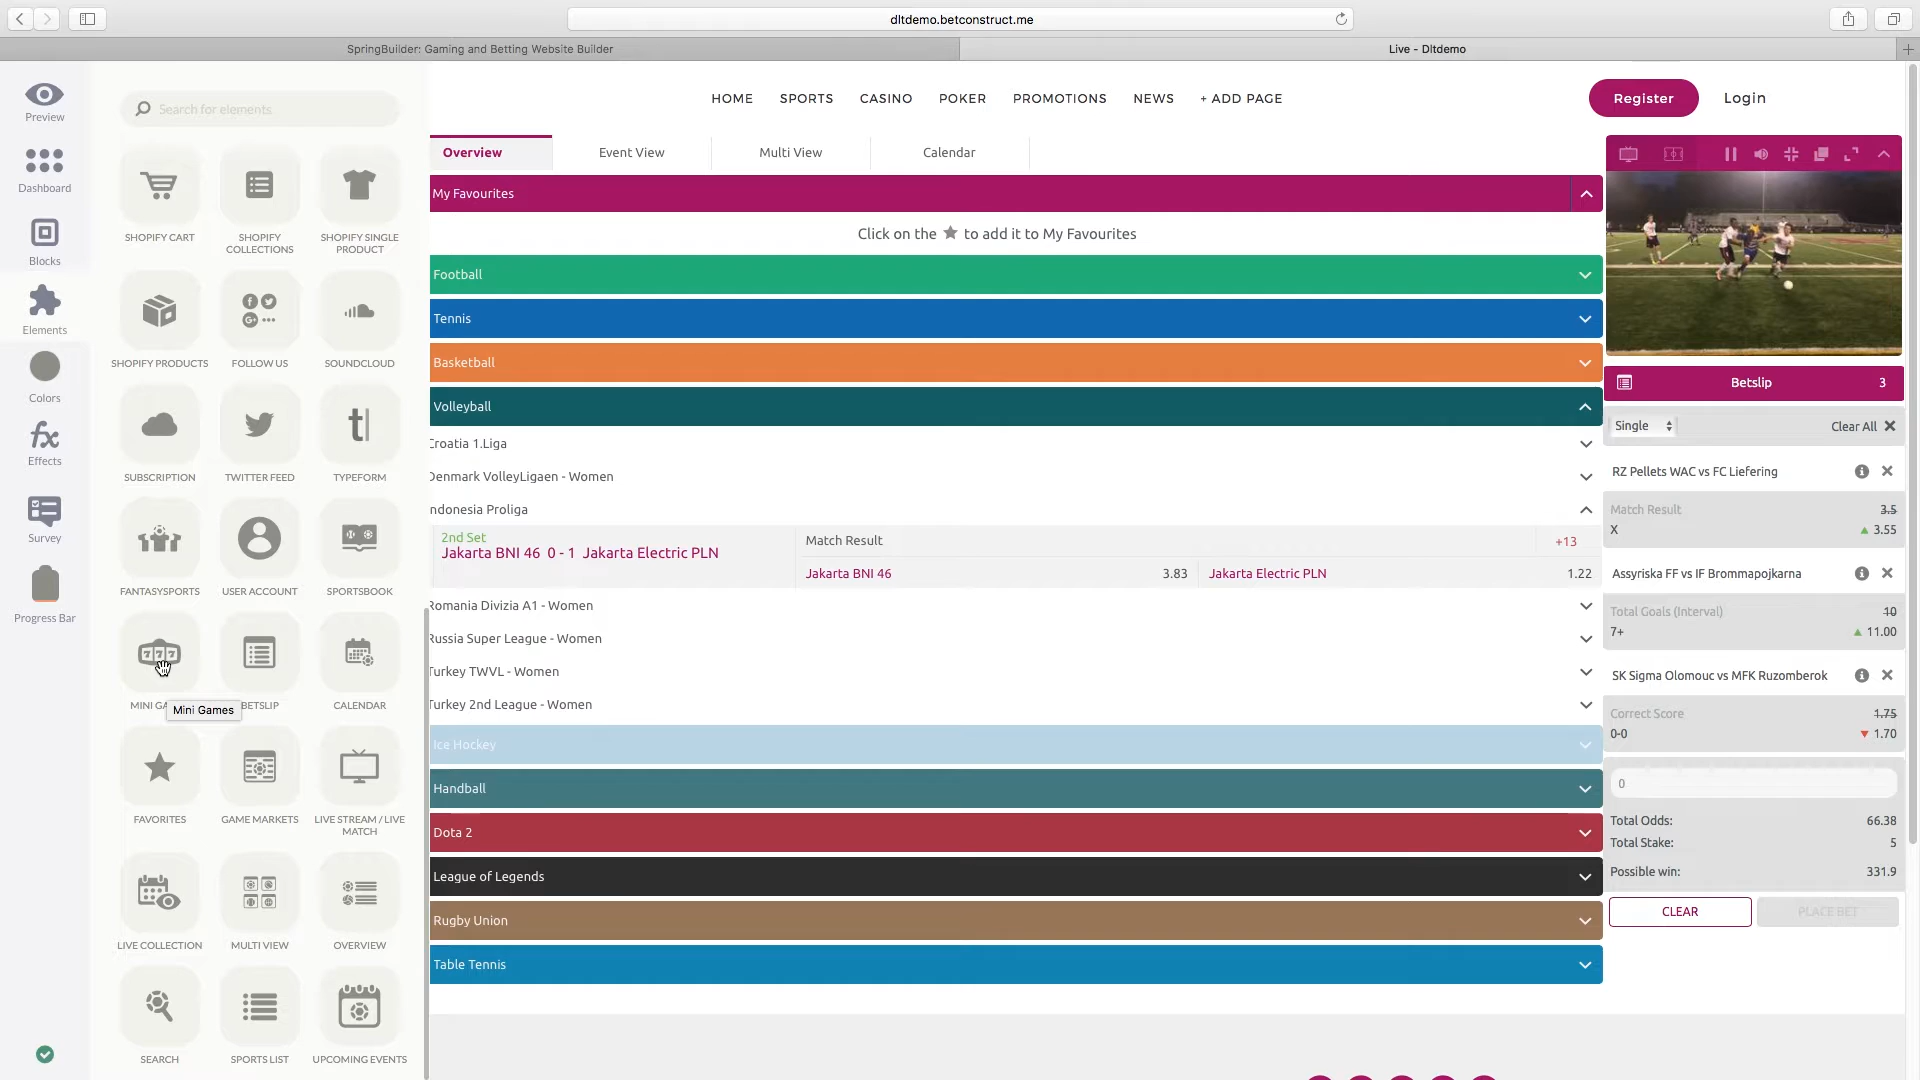 dltdemo.betconstruct.me
SpringBuilder: Gaming and Betting Website Builder
Live - Dltdemo
Preview
Dashboard
Blocks
Elements
Colors
Effects
Survey
Progress Bar
Search for elements
SHOPIFY CART
SHOPIFY COLLECTIONS
SHOPIFY SINGLE PRODUCT
SHOPIFY PRODUCTS
FOLLOW US
SOUNDCLOUD
SUBSCRIPTION
TWITTER FEED
TYPEFORM
FANTASYSPORTS
USER ACCOUNT
SPORTSBOOK
MINI GA
Mini Games
BETSLIP
CALENDAR
FAVORITES
GAME MARKETS
LIVE STREAM / LIVE MATCH
LIVE COLLECTION
MULTI VIEW
OVERVIEW
SEARCH
SPORTS LIST
UPCOMING EVENTS
HOME SPORTS CASINO POKER PROMOTIONS NEWS + ADD PAGE
Register
Login
Overview
Event View
Multi View
Calendar
My Favourites
Click on the ★ to add it to My Favourites
Football
Tennis
Basketball
Volleyball
Croatia 1.Liga
Denmark VolleyLigaen - Women
ndonesia Proliga
2nd Set
Jakarta BNI 46 0 - 1 Jakarta Electric PLN
Match Result
+13
Jakarta BNI 46 3.83
Jakarta Electric PLN 1.22
Romania Divizia A1 - Women
Russia Super League - Women
Turkey TWVL - Women
Turkey 2nd League - Women
Ice Hockey
Handball
Dota 2
League of Legends
Rugby Union
Table Tennis
Betslip 3
Single
Clear All
RZ Pellets WAC vs FC Liefering
Match Result 3.5
X 3.55
Assyriska FF vs IF Brommapojkarna
Total Goals (Interval) 10
7+ 11.00
SK Sigma Olomouc vs MFK Ruzomberok
Correct Score 1.75
0-0 1.70
0
Total Odds: 66.38
Total Stake: 5
Possible win: 331.9
CLEAR
PLACE BET